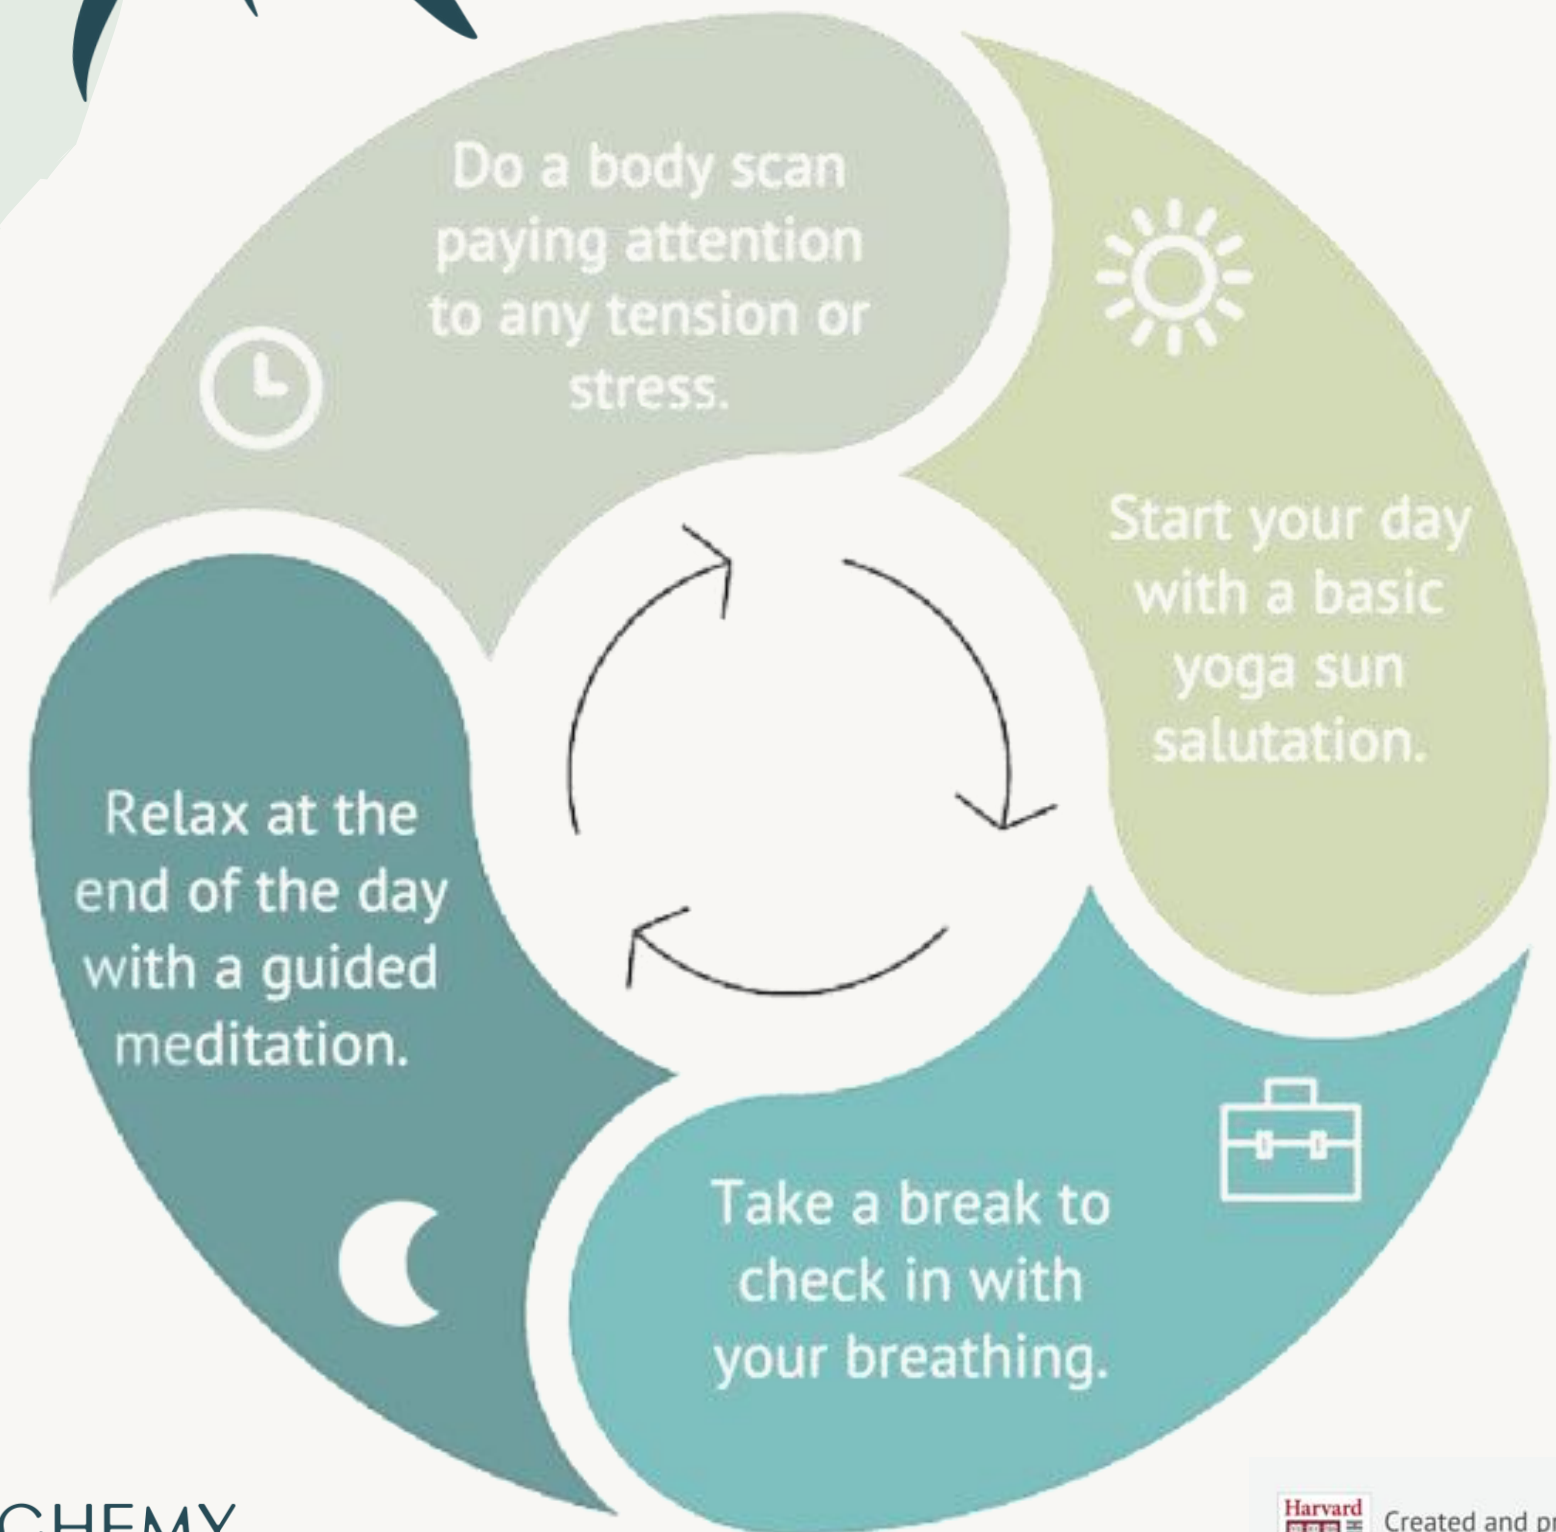 Do a body scan
paying attention
to any tension or
stress.
Start your day
with a basic
yoga sun
salutation.
Relax at the
end of the day
with a guided
meditation.
Take a break to
check in with
your breathing.
CHEMY
Harvard
Created and